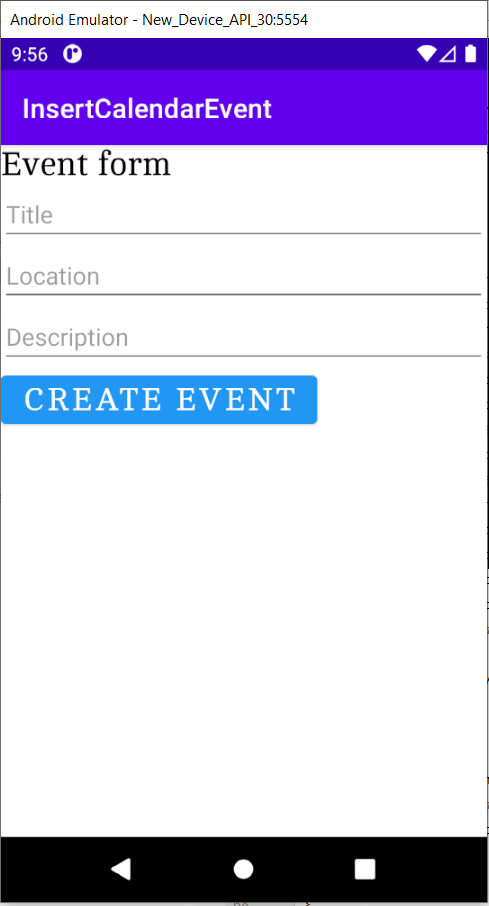 Android Emulator - New_Device_API_30:5554
9:56
InsertCalendarEvent
Event form
Title
Location
Description
CREATE EVENT